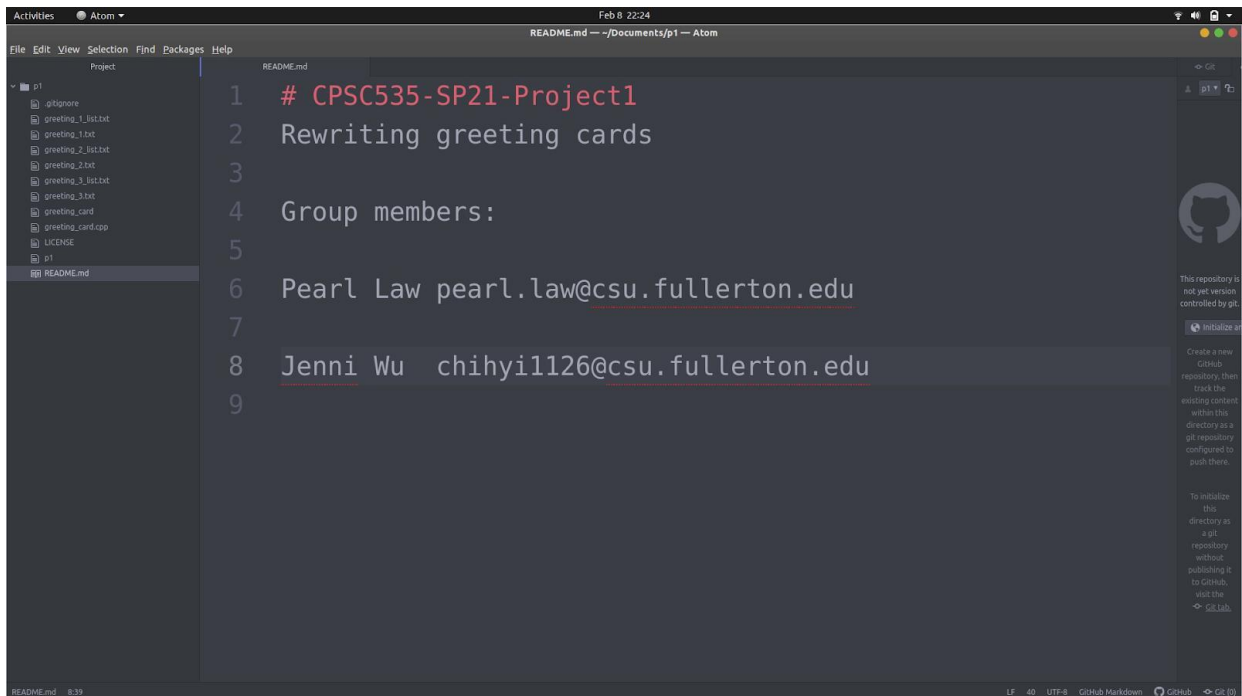 Activities Atom Feb 8 22:24
README.md — ~/Documents/p1 — Atom
File Edit View Selection Find Packages Help
Project
README.md
Git
p1
p1
.gitignore
greeting_1_list.txt
greeting_1.txt
greeting_2_list.txt
greeting_2.txt
greeting_3_list.txt
greeting_3.txt
greeting_card
greeting_card.cpp
LICENSE
p1
README.md
1 # CPSC535-SP21-Project1
2 Rewriting greeting cards
3
4 Group members:
5
6 Pearl Law pearl.law@csu.fullerton.edu
7
8 Jenni Wu  chihyi1126@csu.fullerton.edu
9
This repository is
not yet version
controlled by git.
Initialize an
Create a new
GitHub
repository, then
track the
existing content
within this
directory as a
git repository
configured to
push there.
To initialize
this
directory as
a git
repository
without
publishing it
to GitHub,
visit the
Git tab.
README.md 8:39
LF 40 UTF-8 GitHub Markdown GitHub Git (0)